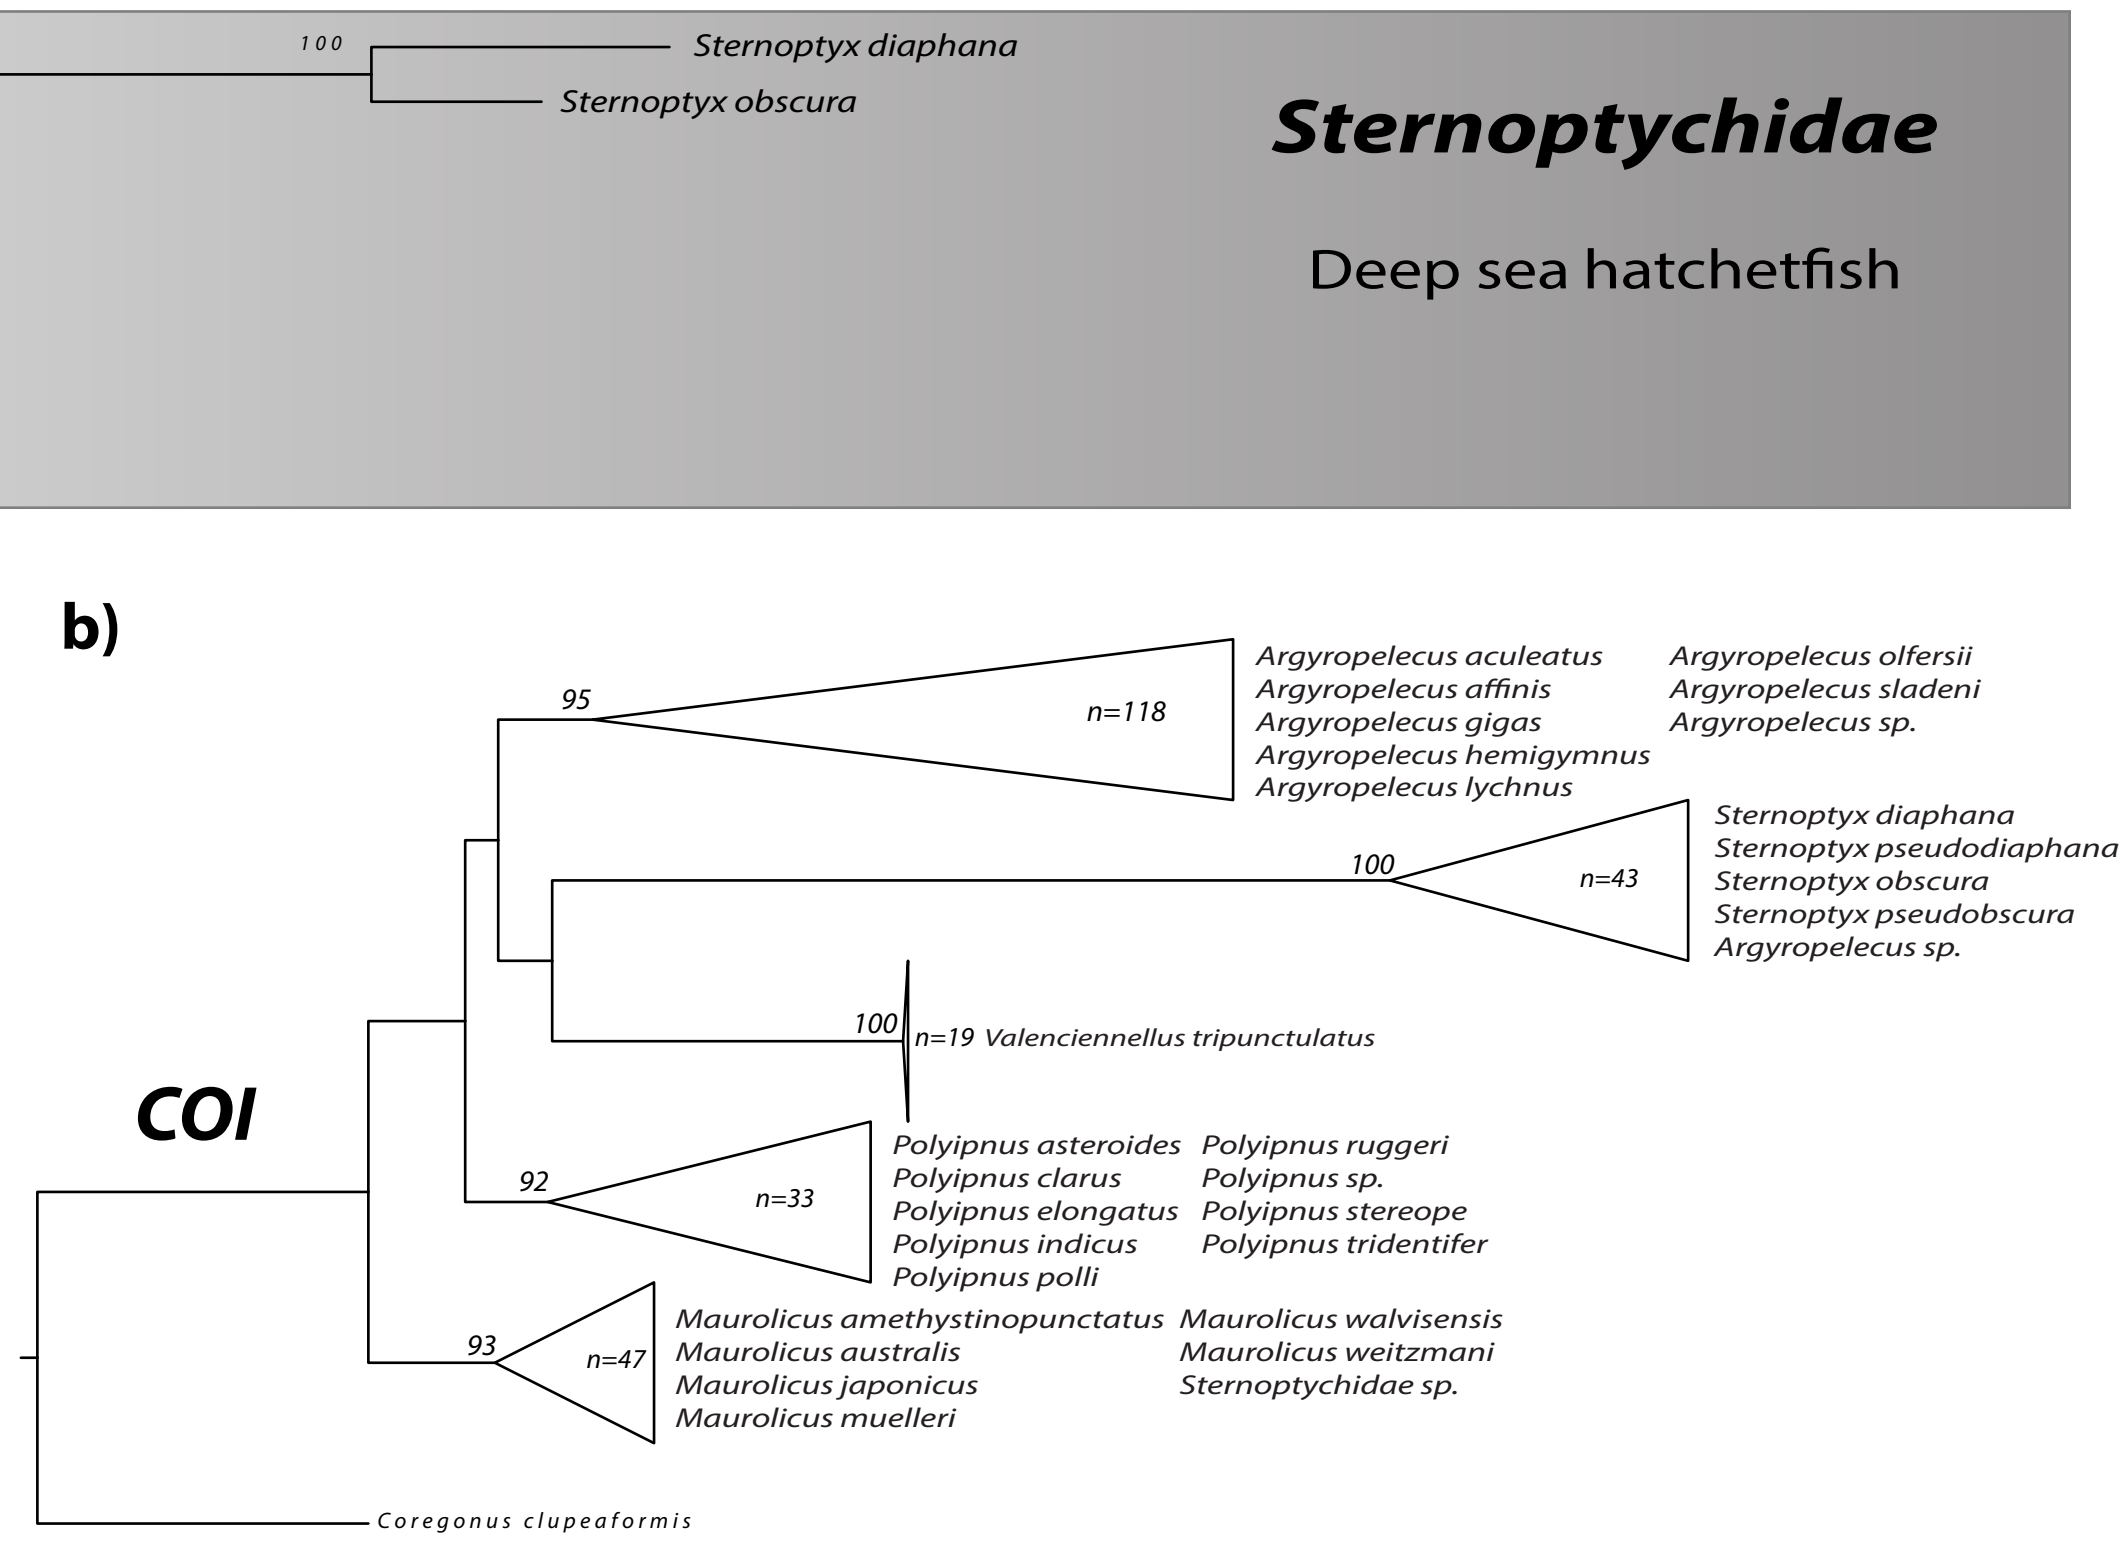 100
Sternoptyx diaphana
Sternoptyx obscura
Sternoptychidae
Deep sea hatchetfish
b)
95
n=118
Argyropelecus aculeatus
Argyropelecus affinis
Argyropelecus gigas
Argyropelecus hemigymnus
Argyropelecus lychnus
Argyropelecus olfersii
Argyropelecus sladeni
Argyropelecus sp.
100
n=43
Sternoptyx diaphana
Sternoptyx pseudodiaphana
Sternoptyx obscura
Sternoptyx pseudobscura
Argyropelecus sp.
100
n=19 Valenciennellus tripunctulatus
COI
92
n=33
Polyipnus asteroides
Polyipnus clarus
Polyipnus elongatus
Polyipnus indicus
Polyipnus polli
Polyipnus ruggeri
Polyipnus sp.
Polyipnus stereope
Polyipnus tridentifer
93
n=47
Maurolicus amethystinopunctatus
Maurolicus australis
Maurolicus japonicus
Maurolicus muelleri
Maurolicus walvisensis
Maurolicus weitzmani
Sternoptychidae sp.
Coregonus clupeaformis